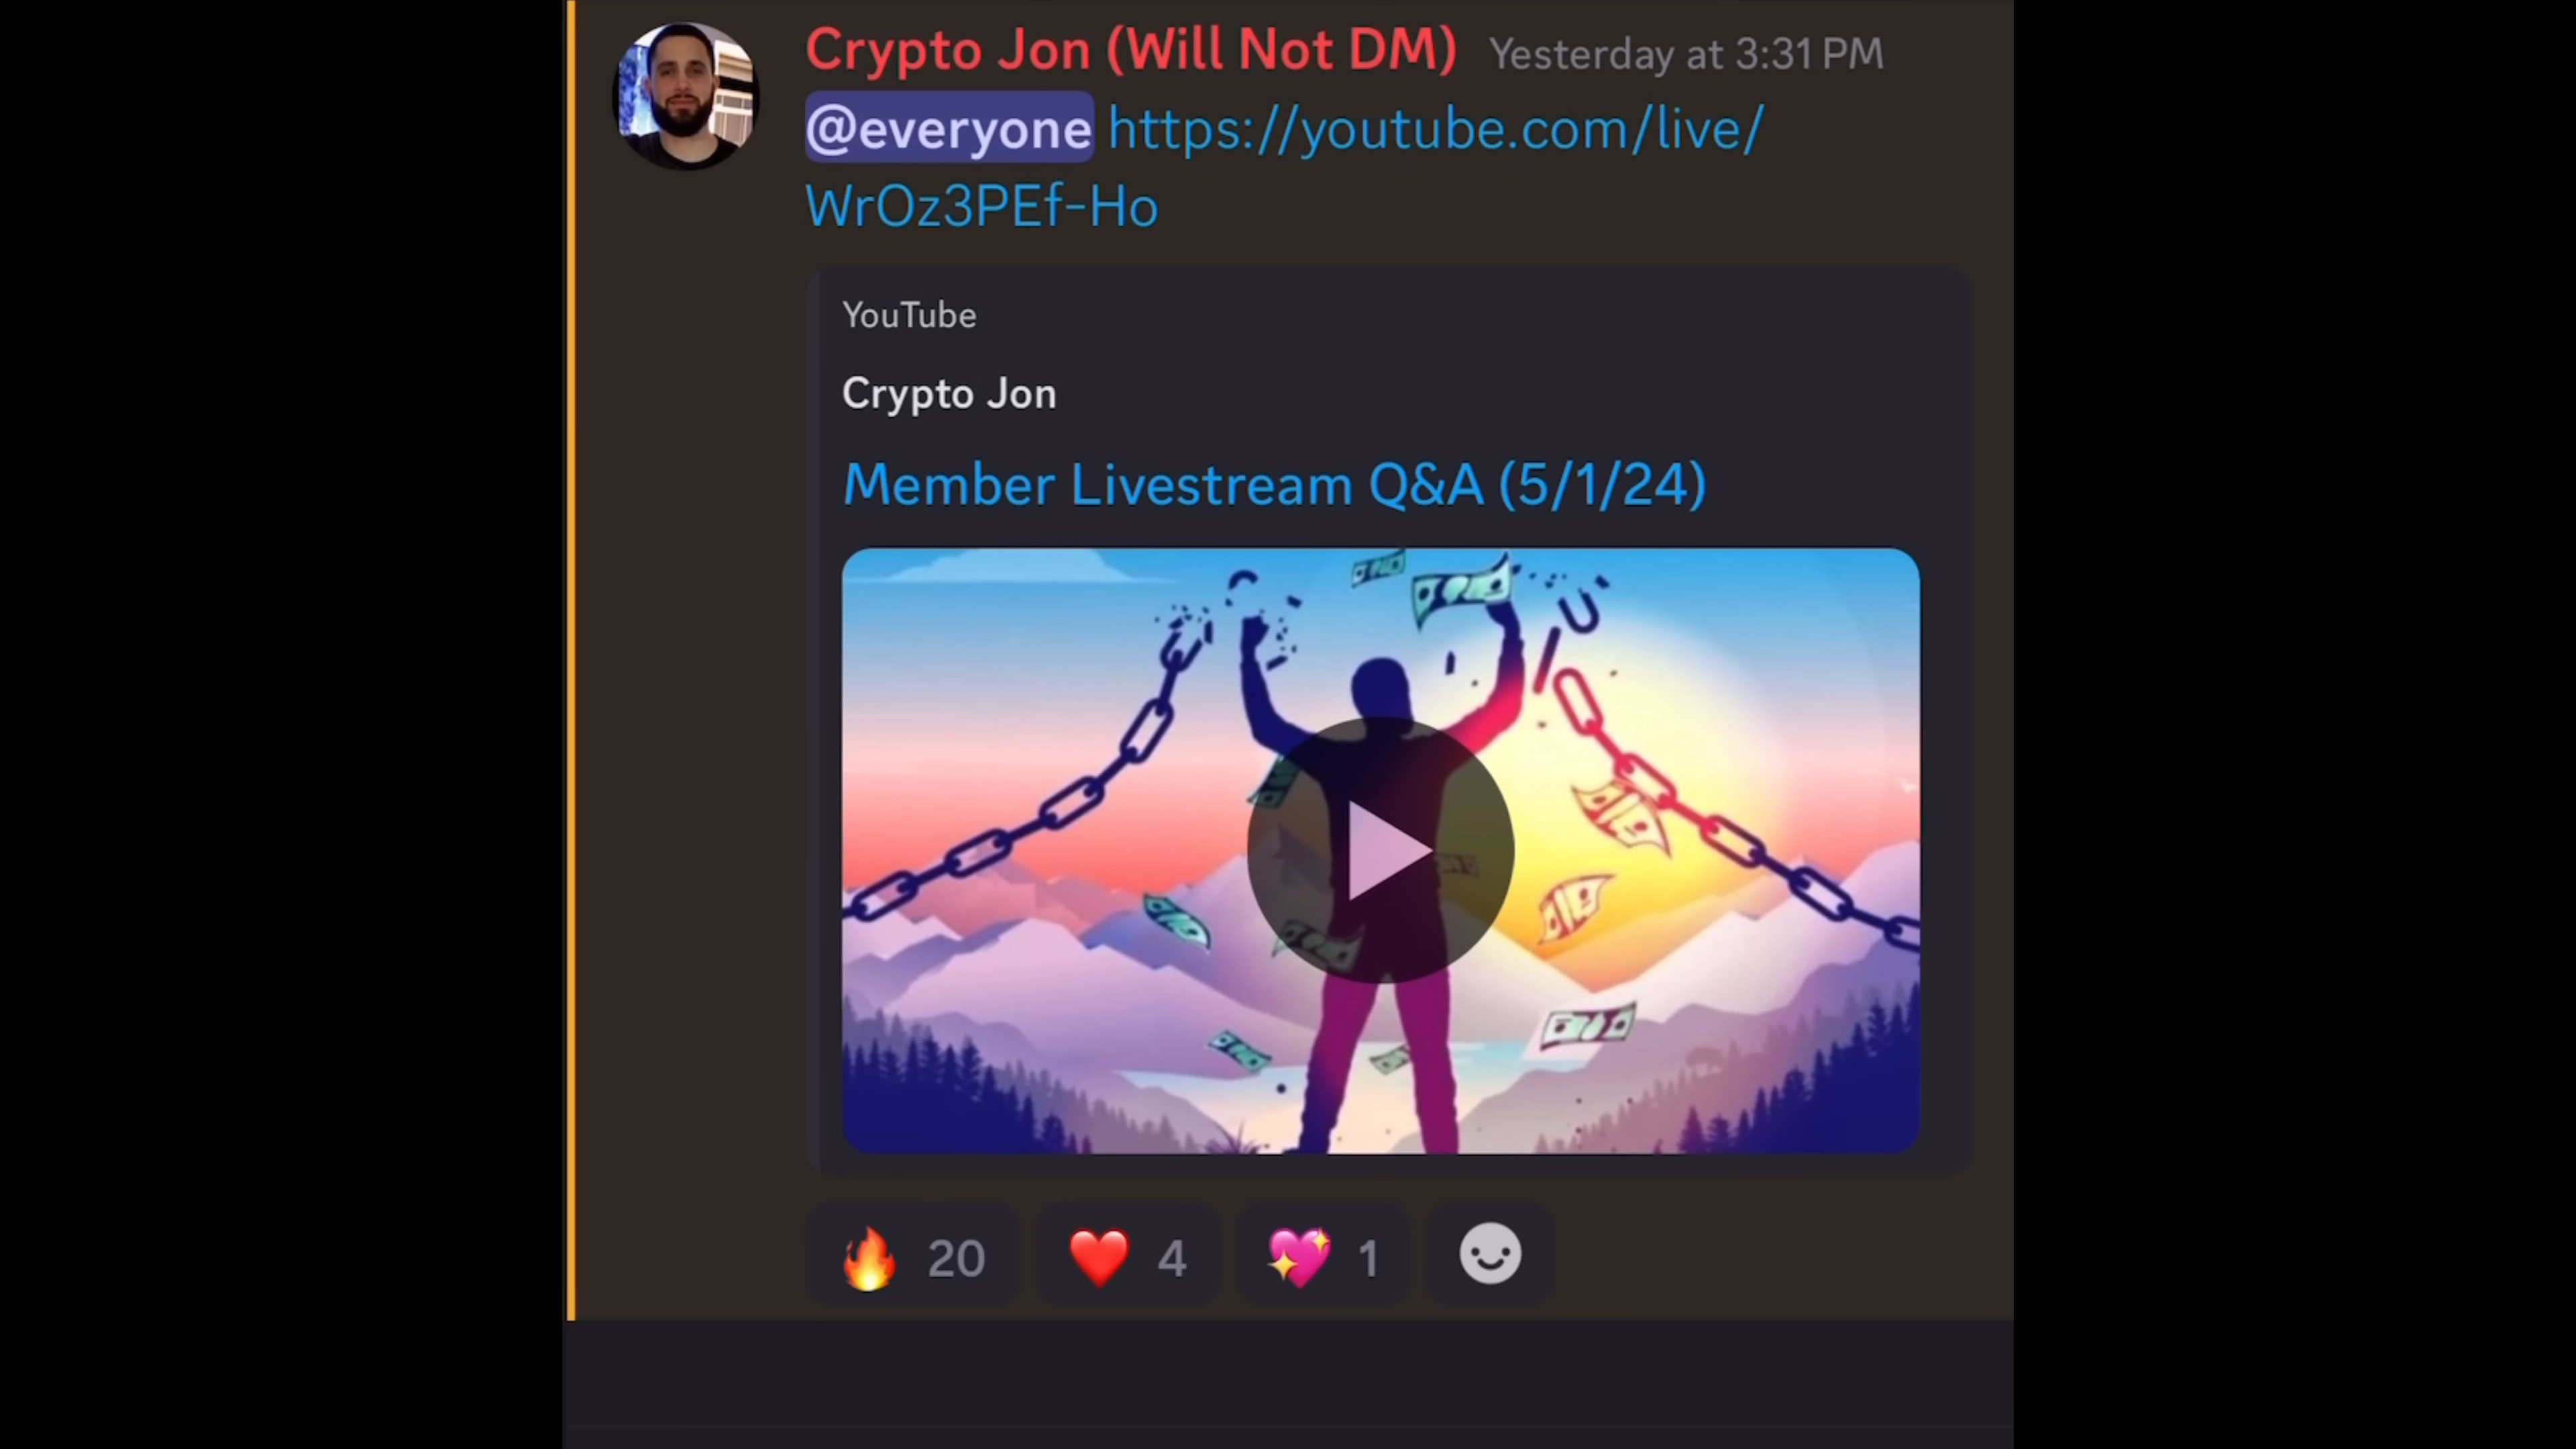 Crypto Jon (Will Not DM) Yesterday at 3:31 PM
@everyone https://youtube.com/live/
WrOz3PEf-Ho
YouTube
Crypto Jon
Member Livestream Q&A (5/1/24)
20 4 1